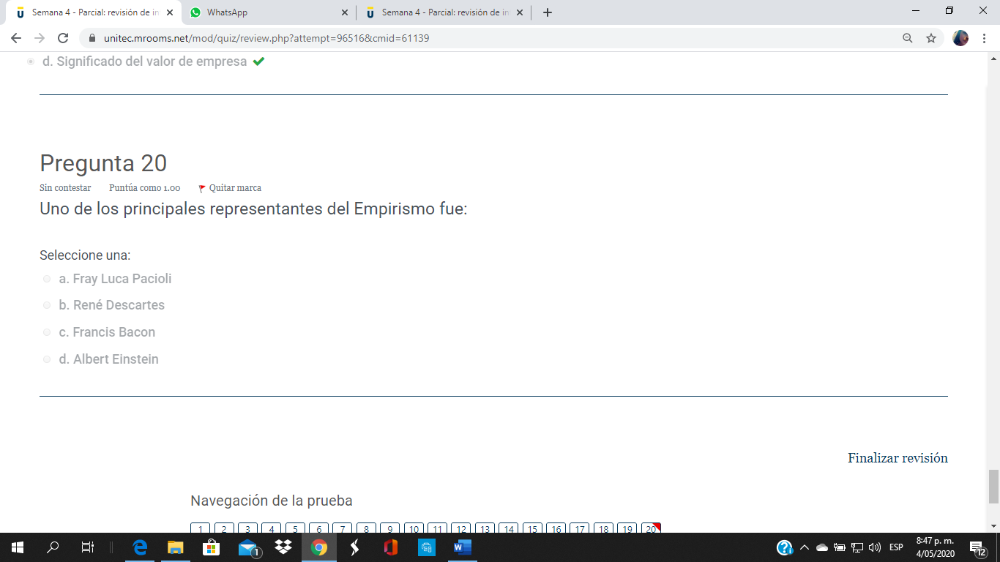 Semana 4 - Parcial: revisión de in
WhatsApp
Semana 4 - Parcial: revisión de in
unitec.mrooms.net/mod/quiz/review.php?attempt=96516&cmid=61139
d. Significado del valor de empresa
Pregunta 20
Sin contestar Puntúa como 1.00 Quitar marca
Uno de los principales representantes del Empirismo fue:
Seleccione una:
a. Fray Luca Pacioli
b. René Descartes
c. Francis Bacon
d. Albert Einstein
Finalizar revisión
Navegación de la prueba
1 2 3 4 5 6 7 8 9 10 11 12 13 14 15 16 17 18 19 20
1
ESP
8:47 p. m.
4/05/2020
12